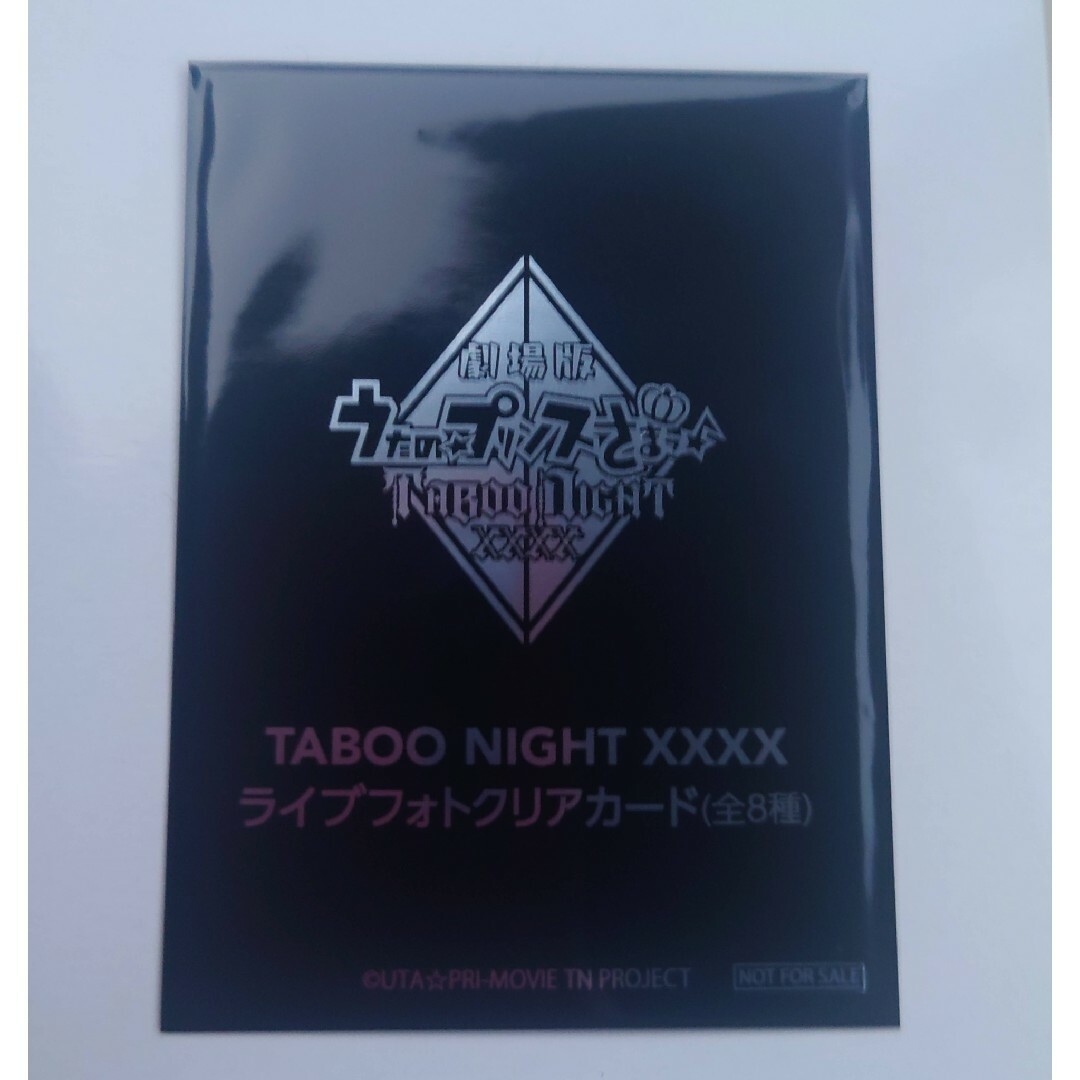 劇場版
うたの☆プリンスさまっ♪
TABOO NIGHT
XXXX
TABOO NIGHT XXXX
ライブフォトクリアカード(全8種)
©UTA☆PRI-MOVIE TN PROJECT
NOT FOR SALE